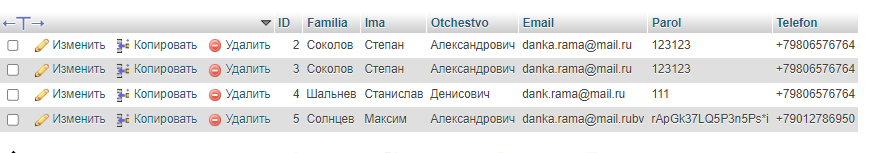 ←T→ ID Familia Ima Otchestvo Email Parol Telefon
Изменить Копировать Удалить 2 Соколов Степан Александрович danka.rama@mail.ru 123123 +79806576764
Изменить Копировать Удалить 3 Соколов Степан Александрович danka.rama@mail.ru 123123 +79806576764
Изменить Копировать Удалить 4 Шальнев Станислав Денисович dank.rama@mail.ru 111 +79806576764
Изменить Копировать Удалить 5 Солнцев Максим Александрович danka.rama@mail.rubv rApGk37LQ5P3n5Ps*i +79012786950